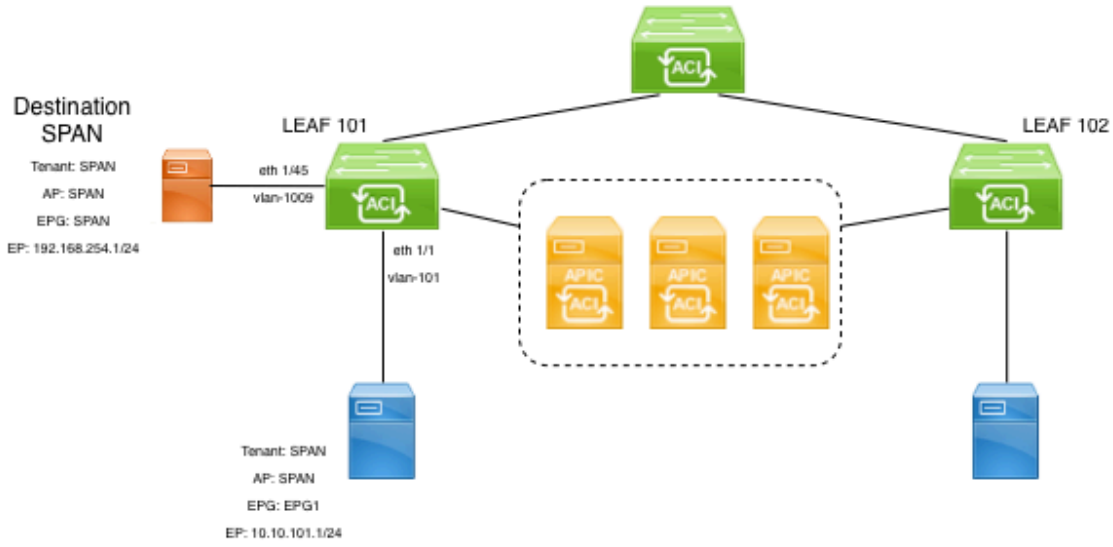 ACI
Destination
SPAN
Tenant: SPAN
AP: SPAN
EPG: SPAN
EP: 192.168.254.1/24
LEAF 101
eth 1/45
vlan-1009
ACI
LEAF 102
ACI
eth 1/1
vlan-101
APIC
ACI
APIC
ACI
APIC
ACI
Tenant: SPAN
AP: SPAN
EPG: EPG1
EP: 10.10.101.1/24